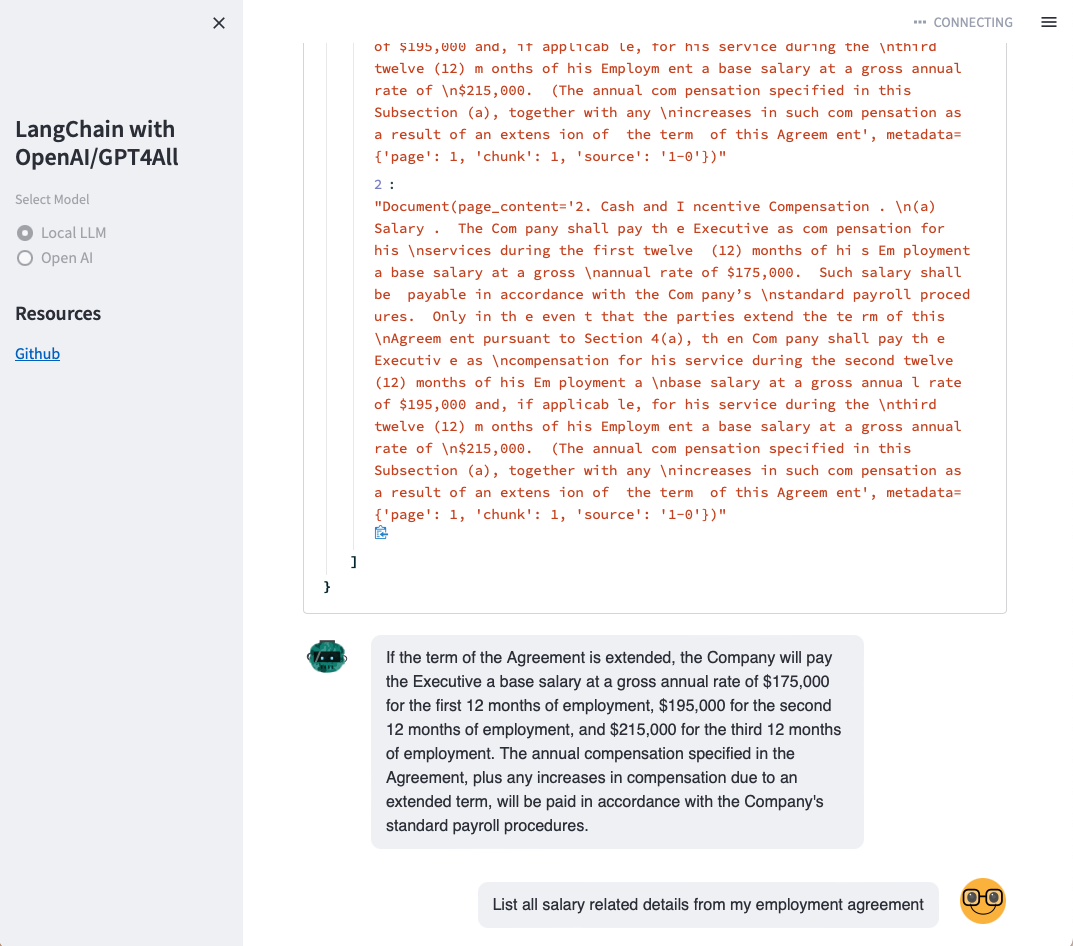 CONNECTING
LangChain with
OpenAI/GPT4All
Select Model
Local LLM
Open AI
Resources
Github
of $195,000 and, if applicab le, for his service during the \nthird
twelve (12) m onths of his Employm ent a base salary at a gross annual
rate of \n$215,000.  (The annual com pensation specified in this
Subsection (a), together with any \nincreases in such com pensation as
a result of an extens ion of  the term  of this Agreem ent', metadata=
{'page': 1, 'chunk': 1, 'source': '1-0'})"
2 :
"Document(page_content='2. Cash and I ncentive Compensation . \n(a)
Salary .  The Com pany shall pay th e Executive as com pensation for
his \nservices during the first twelve  (12) months of hi s Em ployment
a base salary at a gross \nannual rate of $175,000.  Such salary shall
be  payable in accordance with the Com pany’s \nstandard payroll proced
ures.  Only in th e even t that the parties extend the te rm of this
\nAgreem ent pursuant to Section 4(a), th en Com pany shall pay th e
Executiv e as \ncompensation for his service during the second twelve
(12) months of his Em ployment a \nbase salary at a gross annua l rate
of $195,000 and, if applicab le, for his service during the \nthird
twelve (12) m onths of his Employm ent a base salary at a gross annual
rate of \n$215,000.  (The annual com pensation specified in this
Subsection (a), together with any \nincreases in such com pensation as
a result of an extens ion of  the term  of this Agreem ent', metadata=
{'page': 1, 'chunk': 1, 'source': '1-0'})"
]
}
If the term of the Agreement is extended, the Company will pay
the Executive a base salary at a gross annual rate of $175,000
for the first 12 months of employment, $195,000 for the second
12 months of employment, and $215,000 for the third 12 months
of employment. The annual compensation specified in the
Agreement, plus any increases in compensation due to an
extended term, will be paid in accordance with the Company's
standard payroll procedures.
List all salary related details from my employment agreement